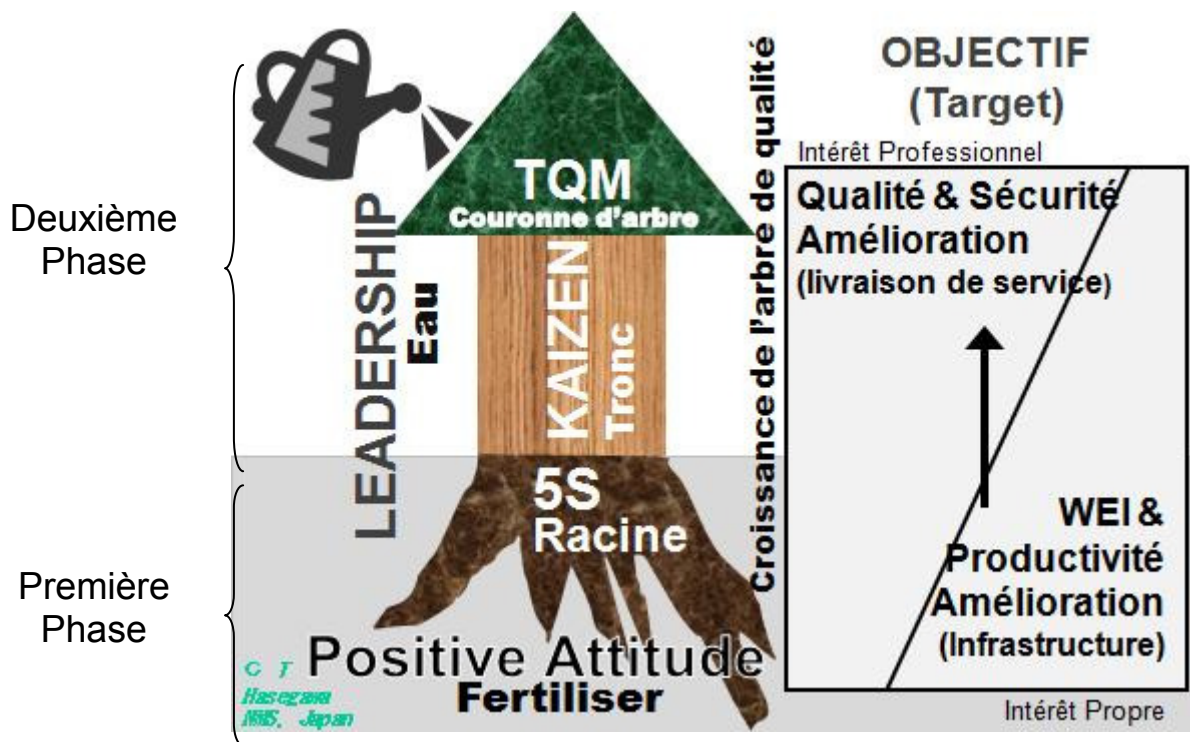 Deuxième
Phase
Première
Phase
LEADERSHIP
Eau
TQM
Couronne d'arbre
KAIZEN
Tronc
5S
Racine
Positive Attitude
Fertiliser
Hasegawa
Japan
Croissance de l'arbre de qualité
OBJECTIF
(Target)
Intérêt Professionnel
Qualité & Sécurité
Amélioration
(livraison de service)
WEI &
Productivité
Amélioration
(Infrastructure)
Intérêt Propre